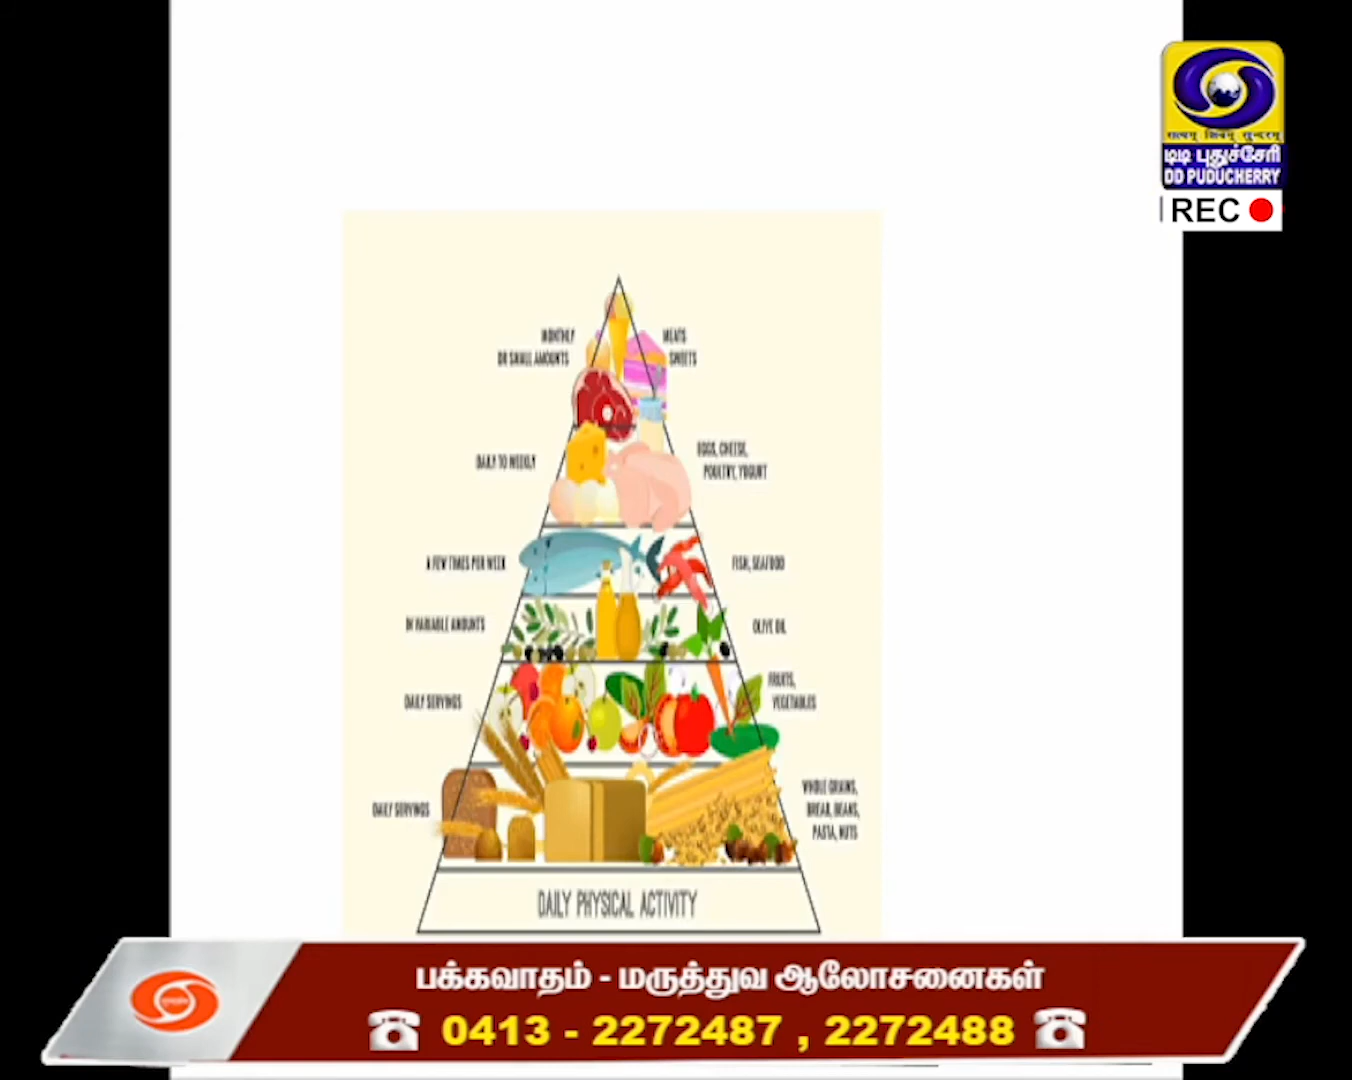 सत्यम् शिवम् सुन्दरम्
டிடி புதுச்சேரி
DD PUDUCHERRY
REC
MONTHLY
OR SMALL AMOUNTS
MEATS
SWEETS
DAILY TO WEEKLY
EGGS, CHEESE,
POULTRY, YOGURT
A FEW TIMES PER WEEK
FISH, SEAFOOD
IN VARIABLE AMOUNTS
OLIVE OIL
DAILY SERVINGS
FRUITS,
VEGETABLES
DAILY SERVINGS
WHOLE GRAINS,
BREAD, BEANS,
PASTA, NUTS
DAILY PHYSICAL ACTIVITY
பக்கவாதம் - மருத்துவ ஆலோசனைகள்
0413 - 2272487 , 2272488